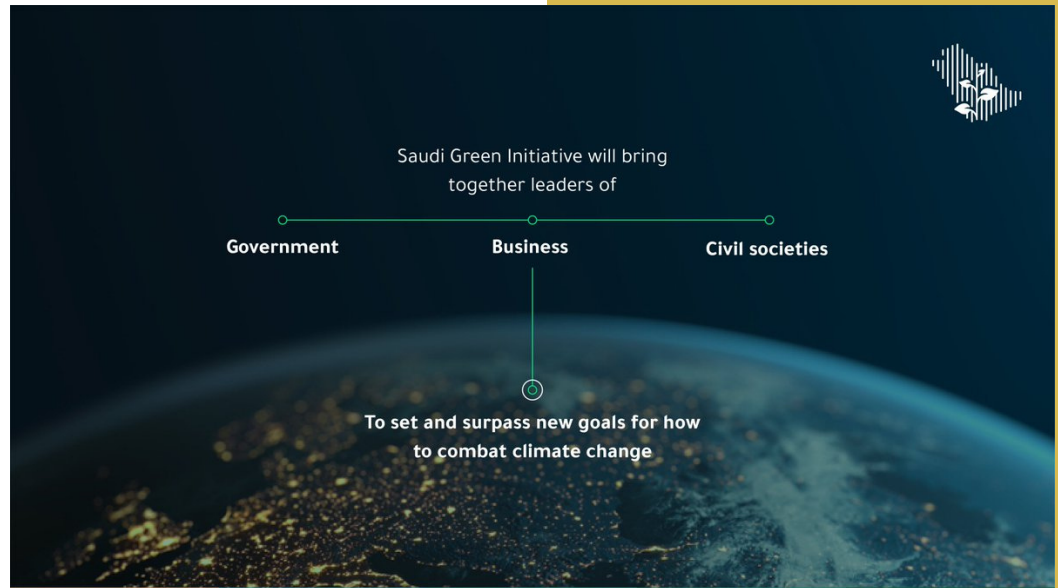 Saudi Green Initiative will bring
together leaders of
Government
Business
Civil societies
To set and surpass new goals for how
to combat climate change